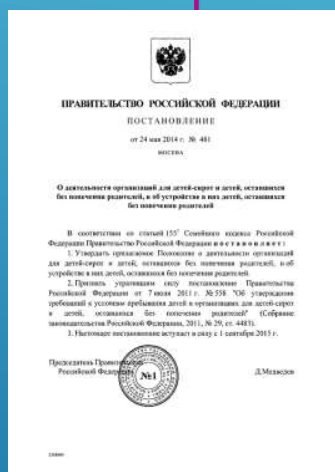 ПРАВИТЕЛЬСТВО РОССИЙСКОЙ ФЕДЕРАЦИИ
ПОСТАНОВЛЕНИЕ
от 24 мая 2014 г. № 481
МОСКВА
О деятельности организаций для детей-сирот и детей, оставшихся
без попечения родителей, и об устройстве в них детей, оставшихся
без попечения родителей
В соответствии со статьей 155¹ Семейного кодекса Российской
Федерации Правительство Российской Федерации постановляет:
1. Утвердить прилагаемое Положение о деятельности организаций
для детей-сирот и детей, оставшихся без попечения родителей, и об
устройстве в них детей, оставшихся без попечения родителей.
2. Признать утратившим силу постановление Правительства
Российской Федерации от 7 июля 2011 г. № 558 "Об утверждении
требований к условиям пребывания детей в организациях для детей-сирот
и детей, оставшихся без попечения родителей" (Собрание
законодательства Российской Федерации, 2011, № 29, ст. 4483).
3. Настоящее постановление вступает в силу с 1 сентября 2015 г.
Председатель Правительства
Российской Федерации
№1
Д.Медведев